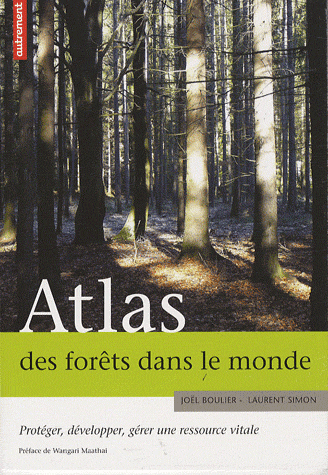 autrement
Atlas
des forêts dans le monde
JOËL BOULIER - LAURENT SIMON
Protéger, développer, gérer une ressource vitale
Préface de Wangari Maathai